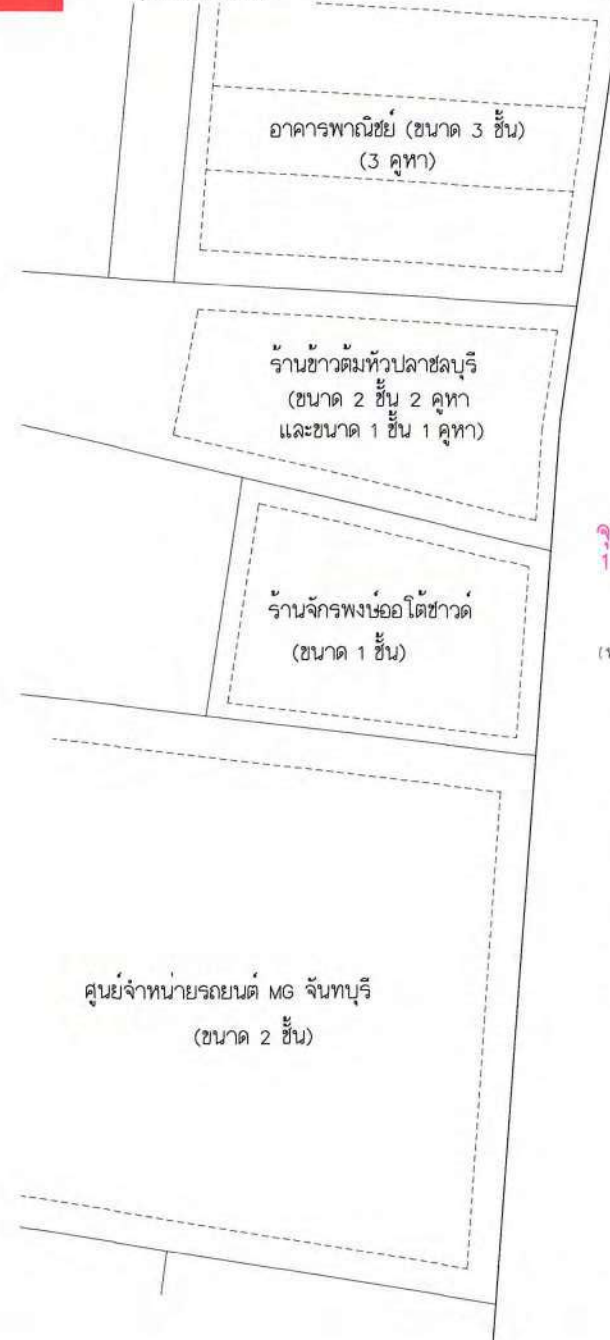 อาคารพาณิชย์ (ขนาด 3 ชั้น)
(3 คูหา)
ร้านข้าวต้มหัวปลาชลบุรี
(ขนาด 2 ชั้น 2 คูหา
และขนาด 1 ชั้น 1 คูหา)
ร้านจักรพงษ์ออโต้ซาวด์
(ขนาด 1 ชั้น)
ศูนย์จำหน่ายรถยนต์ MG จันทบุรี
(ขนาด 2 ชั้น)